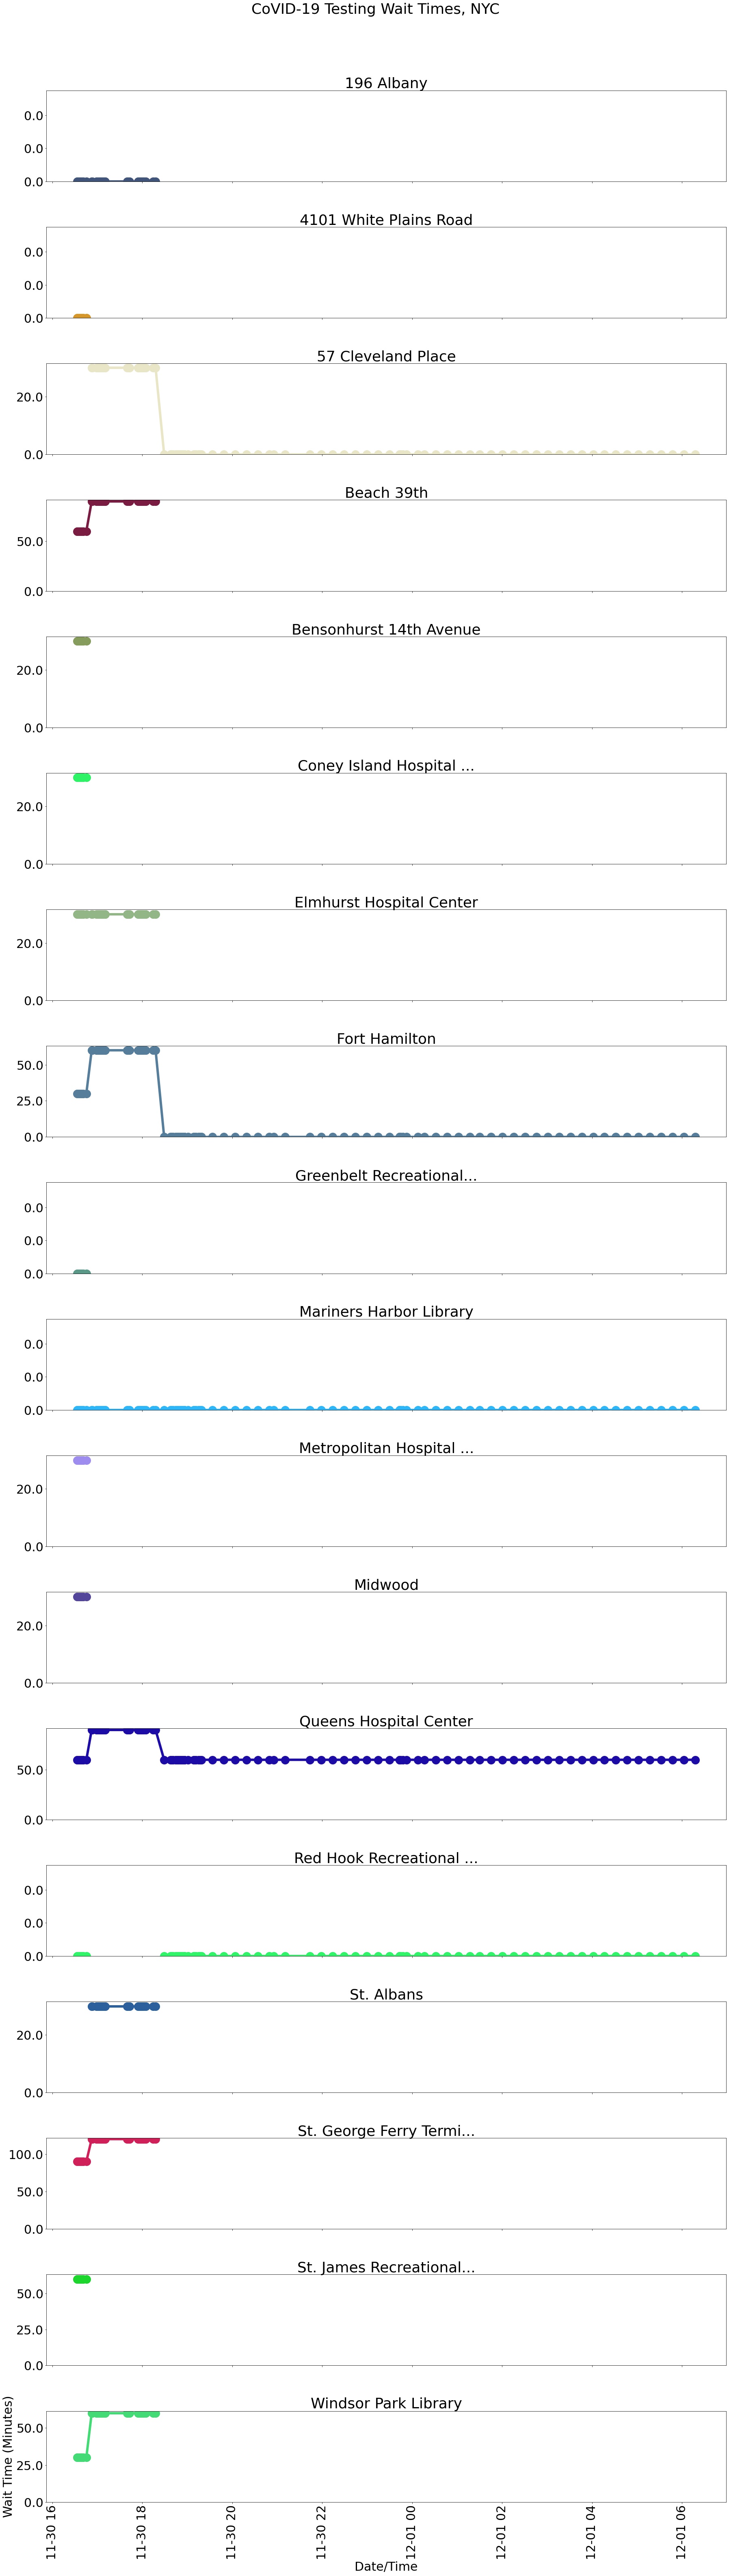 CoVID-19 Testing Wait Times, NYC
196 Albany
0.0
0.0
0.0
4101 White Plains Road
0.0
0.0
0.0
57 Cleveland Place
20.0
0.0
Beach 39th
50.0
0.0
Bensonhurst 14th Avenue
20.0
0.0
Coney Island Hospital ...
20.0
0.0
Elmhurst Hospital Center
20.0
0.0
Fort Hamilton
50.0
25.0
0.0
Greenbelt Recreational...
0.0
0.0
0.0
Mariners Harbor Library
0.0
0.0
0.0
Metropolitan Hospital ...
20.0
0.0
Midwood
20.0
0.0
Queens Hospital Center
50.0
0.0
Red Hook Recreational ...
0.0
0.0
0.0
St. Albans
20.0
0.0
St. George Ferry Termi...
100.0
50.0
0.0
St. James Recreational...
50.0
25.0
0.0
Windsor Park Library
50.0
25.0
0.0
Wait Time (Minutes)
11-30 16
11-30 18
11-30 20
11-30 22
12-01 00
12-01 02
12-01 04
12-01 06
Date/Time